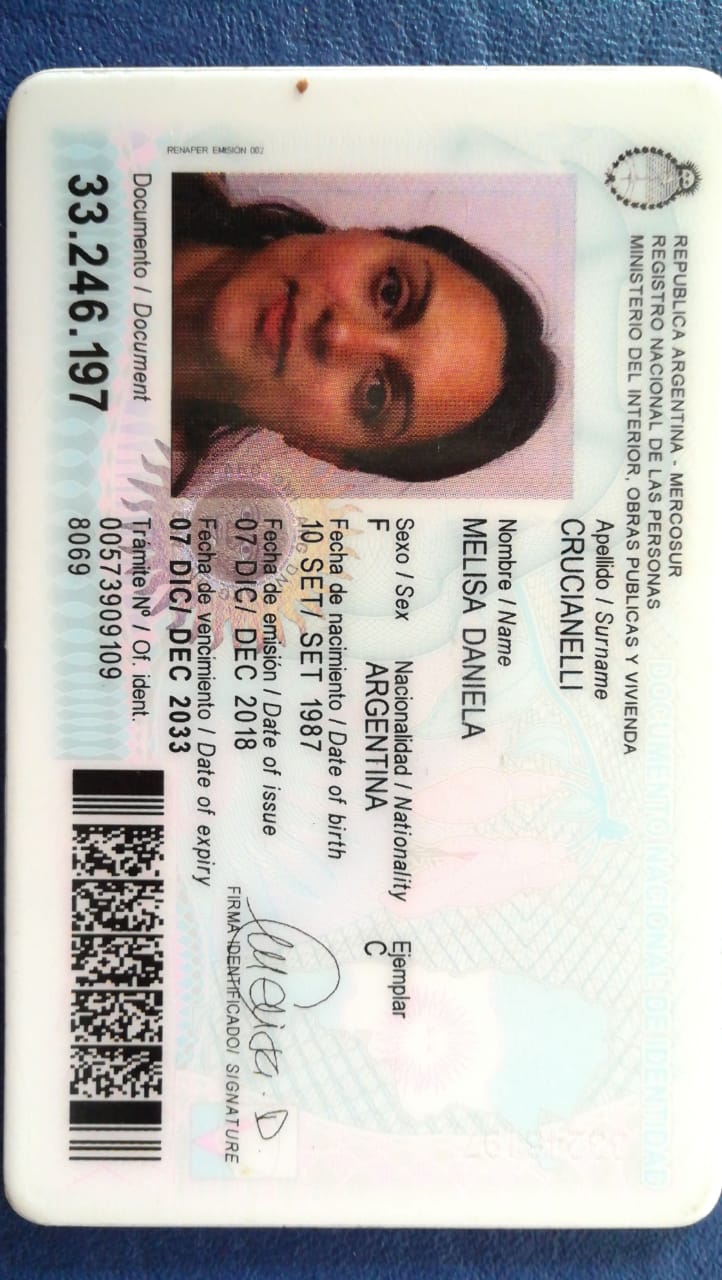 REPUBLICA ARGENTINA - MERCOSUR
REGISTRO NACIONAL DE LAS PERSONAS
MINISTERIO DEL INTERIOR, OBRAS PUBLICAS Y VIVIENDA
DOCUMENTO NACIONAL DE IDENTIDAD
RENAPER EMISIÓN 002
Apellido / Surname
CRUCIANELLI
Nombre / Name
MELISA DANIELA
Sexo / Sex Nacionalidad / Nationality Ejemplar
F ARGENTINA C
Fecha de nacimiento / Date of birth
10 SET/ SET 1987
Fecha de emisión / Date of issue
07 DIC/ DEC 2018
Fecha de vencimiento / Date of expiry
07 DIC/ DEC 2033
FIRMA IDENTIFICADO/ SIGNATURE
Melisa . D.
Documento / Document
33.246.197
Trámite Nº / Of. ident.
00573909109
8069